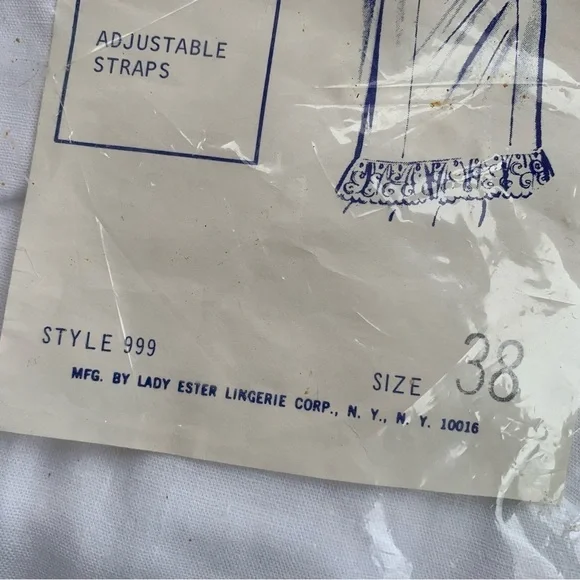 ADJUSTABLE
STRAPS
STYLE 999
SIZE 38
MFG. BY LADY ESTER LINGERIE CORP., N. Y., N. Y. 10016